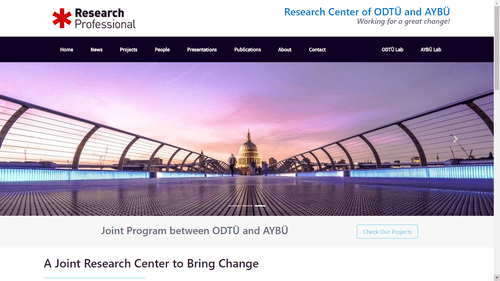 Research
Professional
Research Center of ODTÜ and AYBÜ
Working for a great change!
Home News Projects People Presentations Publications About Contact ODTÜ Lab AYBÜ Lab
Joint Program between ODTÜ and AYBÜ
Check Our Projects
A Joint Research Center to Bring Change